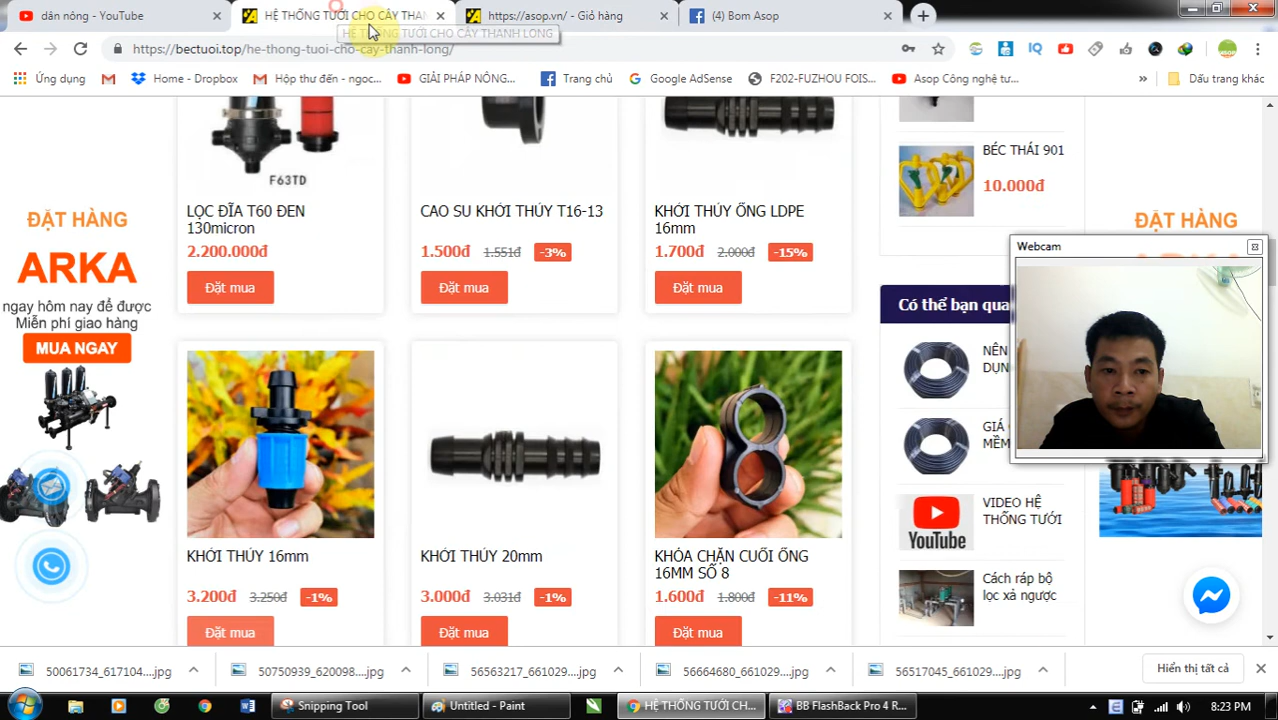 dân nông - YouTube
HỆ THỐNG TƯỚI CHO CÂY THAN
https://asop.vn/ - Giỏ hàng
(4) Bom Asop
HỆ THỐNG TƯỚI CHO CÂY THANH LONG
https://bectuoi.top/he-thong-tuoi-cho-cay-thanh-long/
Ứng dụng
Home - Dropbox
Hộp thư đến - ngoc...
GIẢI PHÁP NÔNG...
Trang chủ
Google AdSense
F202-FUZHOU FOIS...
Asop Công nghệ tư...
Dấu trang khác
F63TD
LỌC ĐĨA T60 ĐEN
130micron
2.200.000đ
Đặt mua
CAO SU KHỞI THỦY T16-13
1.500đ 1.551đ -3%
Đặt mua
KHỞI THỦY ỐNG LDPE
16mm
1.700đ 2.000đ -15%
Đặt mua
BÉC THÁI 901
10.000đ
ĐẶT HÀNG
ARKA
ngay hôm nay để được
Miễn phí giao hàng
MUA NGAY
ĐẶT HÀNG
Webcam
Có thể bạn qua
NÊN
DỤN
GIÁ
MỀM
VIDEO HỆ
THỐNG TƯỚI
YouTube
Cách ráp bộ
lọc xả ngược
KHỞI THỦY 16mm
3.200đ 3.250đ -1%
Đặt mua
KHỞI THỦY 20mm
3.000đ 3.031đ -1%
Đặt mua
KHÓA CHẶN CUỐI ỐNG
16MM SỐ 8
1.600đ 1.800đ -11%
Đặt mua
50061734_617104....jpg
50750939_620098....jpg
56563217_661029....jpg
56664680_661029....jpg
56517045_661029....jpg
Hiển thị tất cả
Snipping Tool
Untitled - Paint
HỆ THỐNG TƯỚI CH...
BB FlashBack Pro 4 R...
8:23 PM